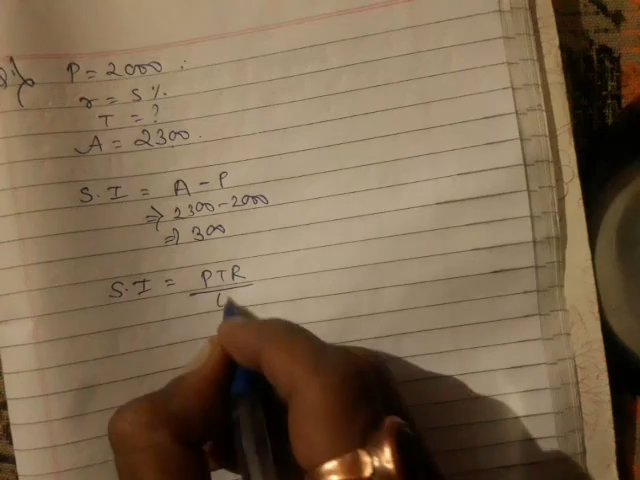 P = 2000
r = 5%
T = ?
A = 2300.
S.I = A - P
⇒ 2300 - 2000
⇒ 300
S.I = PTR